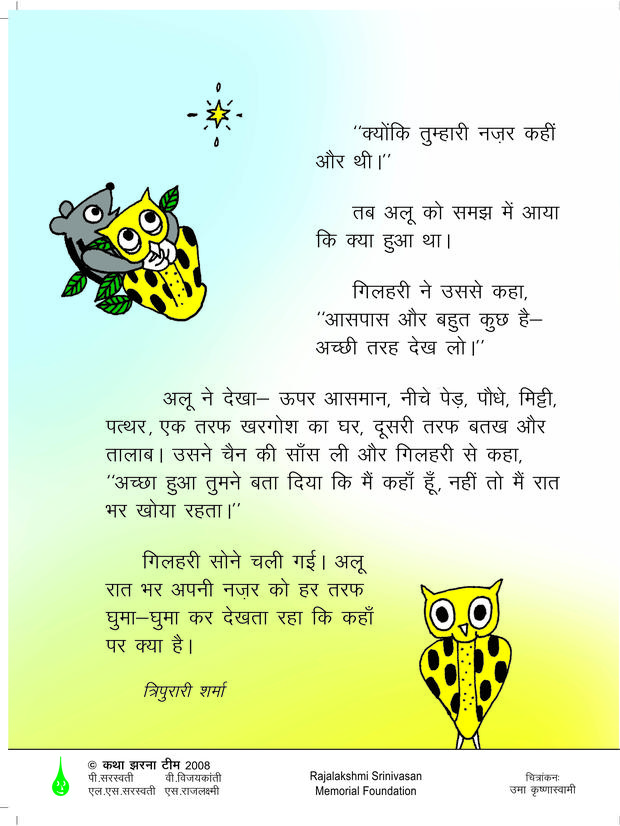 “क्योंकि तुम्हारी नज़र कहीं
और थी।”
तब अलू को समझ में आया
कि क्या हुआ था।
गिलहरी ने उससे कहा,
“आसपास और बहुत कुछ है–
अच्छी तरह देख लो।”
अलू ने देखा– ऊपर आसमान, नीचे पेड़, पौधे, मिट्टी,
पत्थर, एक तरफ खरगोश का घर, दूसरी तरफ बतख और
तालाब। उसने चैन की साँस ली और गिलहरी से कहा,
“अच्छा हुआ तुमने बता दिया कि मैं कहाँ हूँ, नहीं तो मैं रात
भर खोया रहता।”
गिलहरी सोने चली गई। अलू
रात भर अपनी नज़र को हर तरफ
घुमा–घुमा कर देखता रहा कि कहाँ
पर क्या है।
त्रिपुरारी शर्मा
© कथा झरना टीम 2008
पी.सरस्वती वी.विजयकांती
एल.एस.सरस्वती एस.राजलक्ष्मी
Rajalakshmi Srinivasan
Memorial Foundation
चित्रांकनः
उमा कृष्णास्वामी